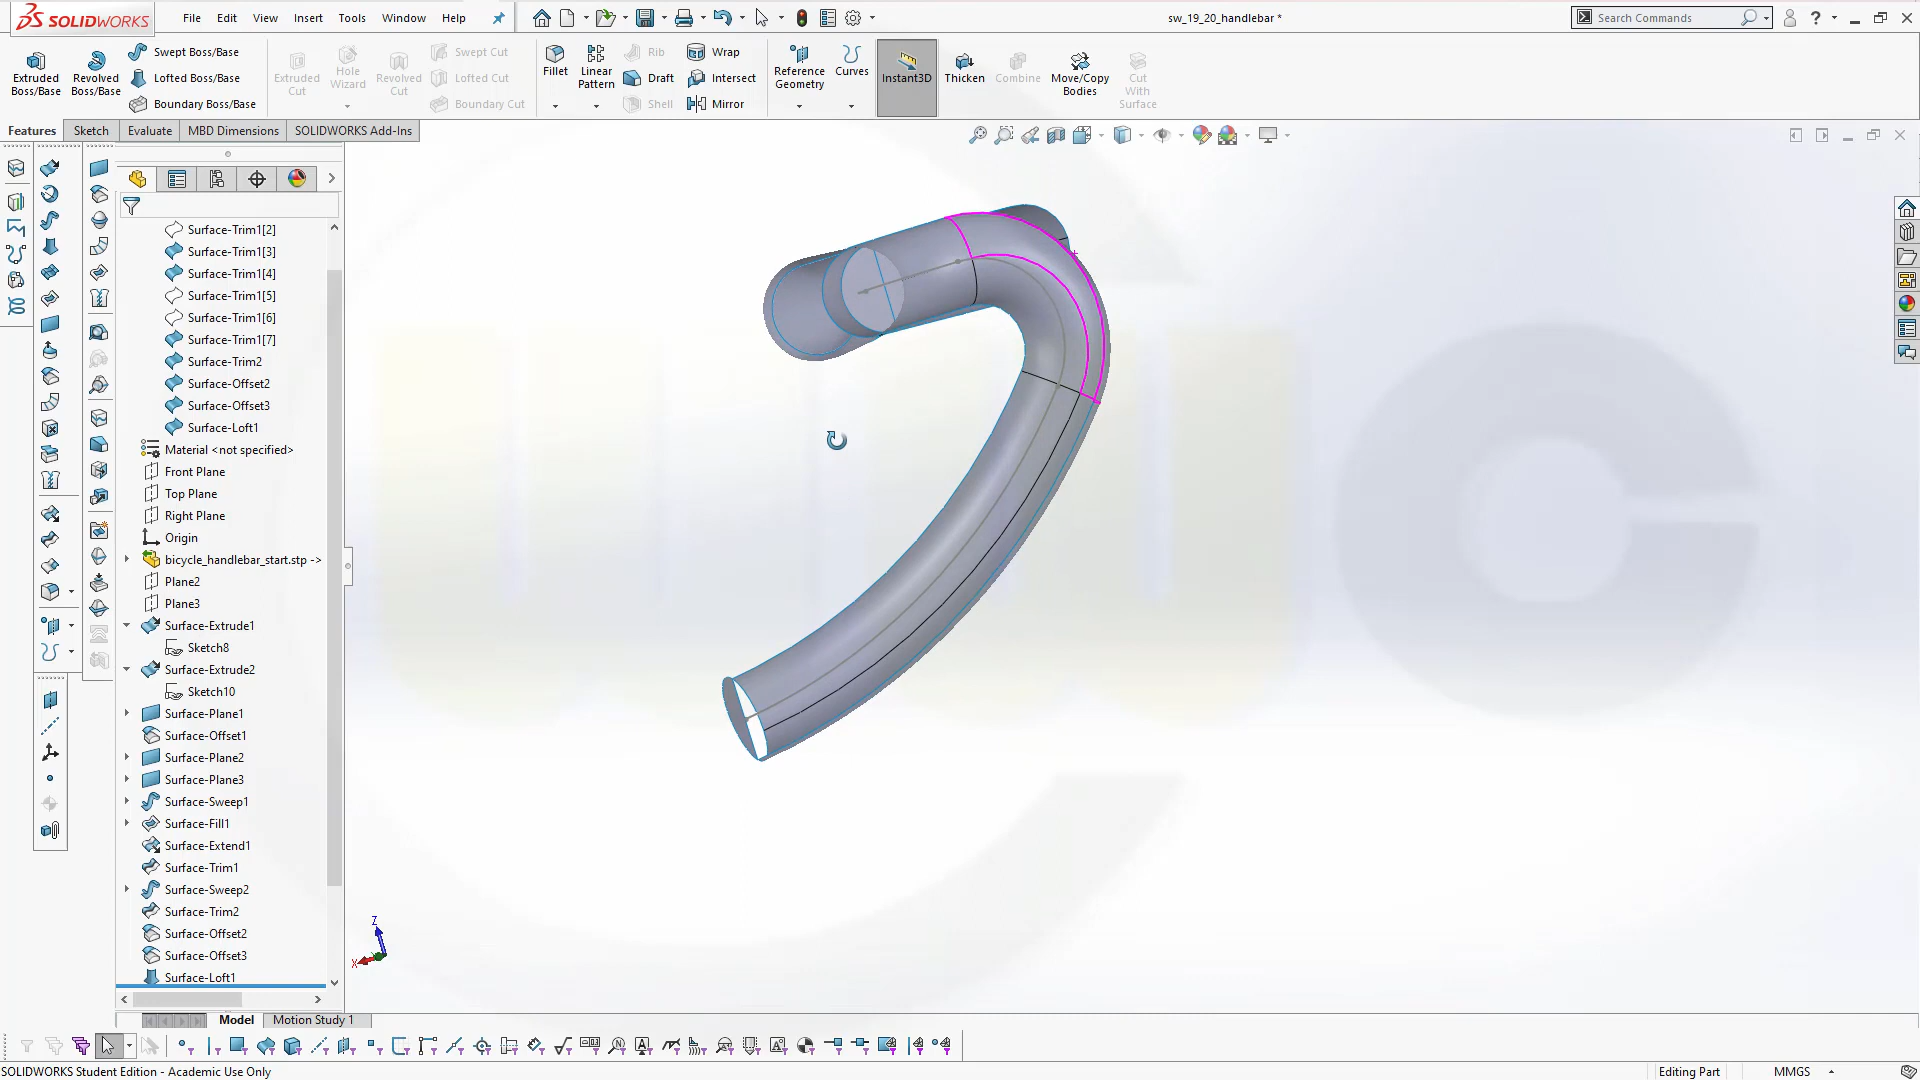 SOLIDWORKS
File Edit View Insert Tools Window Help
sw_19_20_handlebar *
Search Commands
Extruded Boss/Base
Revolved Boss/Base
Swept Boss/Base
Lofted Boss/Base
Boundary Boss/Base
Extruded Cut
Hole Wizard
Revolved Cut
Swept Cut
Lofted Cut
Boundary Cut
Fillet
Linear Pattern
Rib
Draft
Shell
Wrap
Intersect
Mirror
Reference Geometry
Curves
Instant3D
Thicken
Combine
Move/Copy Bodies
Cut With Surface
Features Sketch Evaluate MBD Dimensions SOLIDWORKS Add-Ins
Surface-Trim1[2]
Surface-Trim1[3]
Surface-Trim1[4]
Surface-Trim1[5]
Surface-Trim1[6]
Surface-Trim1[7]
Surface-Trim2
Surface-Offset2
Surface-Offset3
Surface-Loft1
Material <not specified>
Front Plane
Top Plane
Right Plane
Origin
bicycle_handlebar_start.stp ->
Plane2
Plane3
Surface-Extrude1
Sketch8
Surface-Extrude2
Sketch10
Surface-Plane1
Surface-Offset1
Surface-Plane2
Surface-Plane3
Surface-Sweep1
Surface-Fill1
Surface-Extend1
Surface-Trim1
Surface-Sweep2
Surface-Trim2
Surface-Offset2
Surface-Offset3
Surface-Loft1
Z
X
Model Motion Study 1
SOLIDWORKS Student Edition - Academic Use Only
Editing Part
MMGS